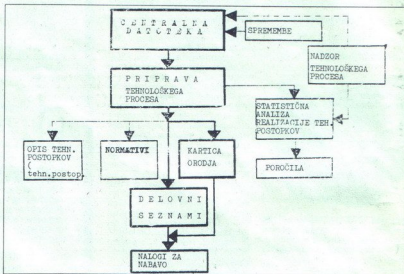 CENTRALNA
DATOTEKA
SPREMEMBE
NADZOR
TEHNOLOŠKEGA
PROCESA
PRIPRAVA
TEHNOLOŠKEGA
PROCESA
STATISTIČNA
ANALIZA
REALIZACIJE TEH.
POSTOPKOV
OPIS TEHN.
POSTOPKOV
(
tehn.postop.
NORMATIVI
KARTICA
ORODJA
POROČILA
DELOVNI
SEZNAMI
NALOGI ZA
NABAVO